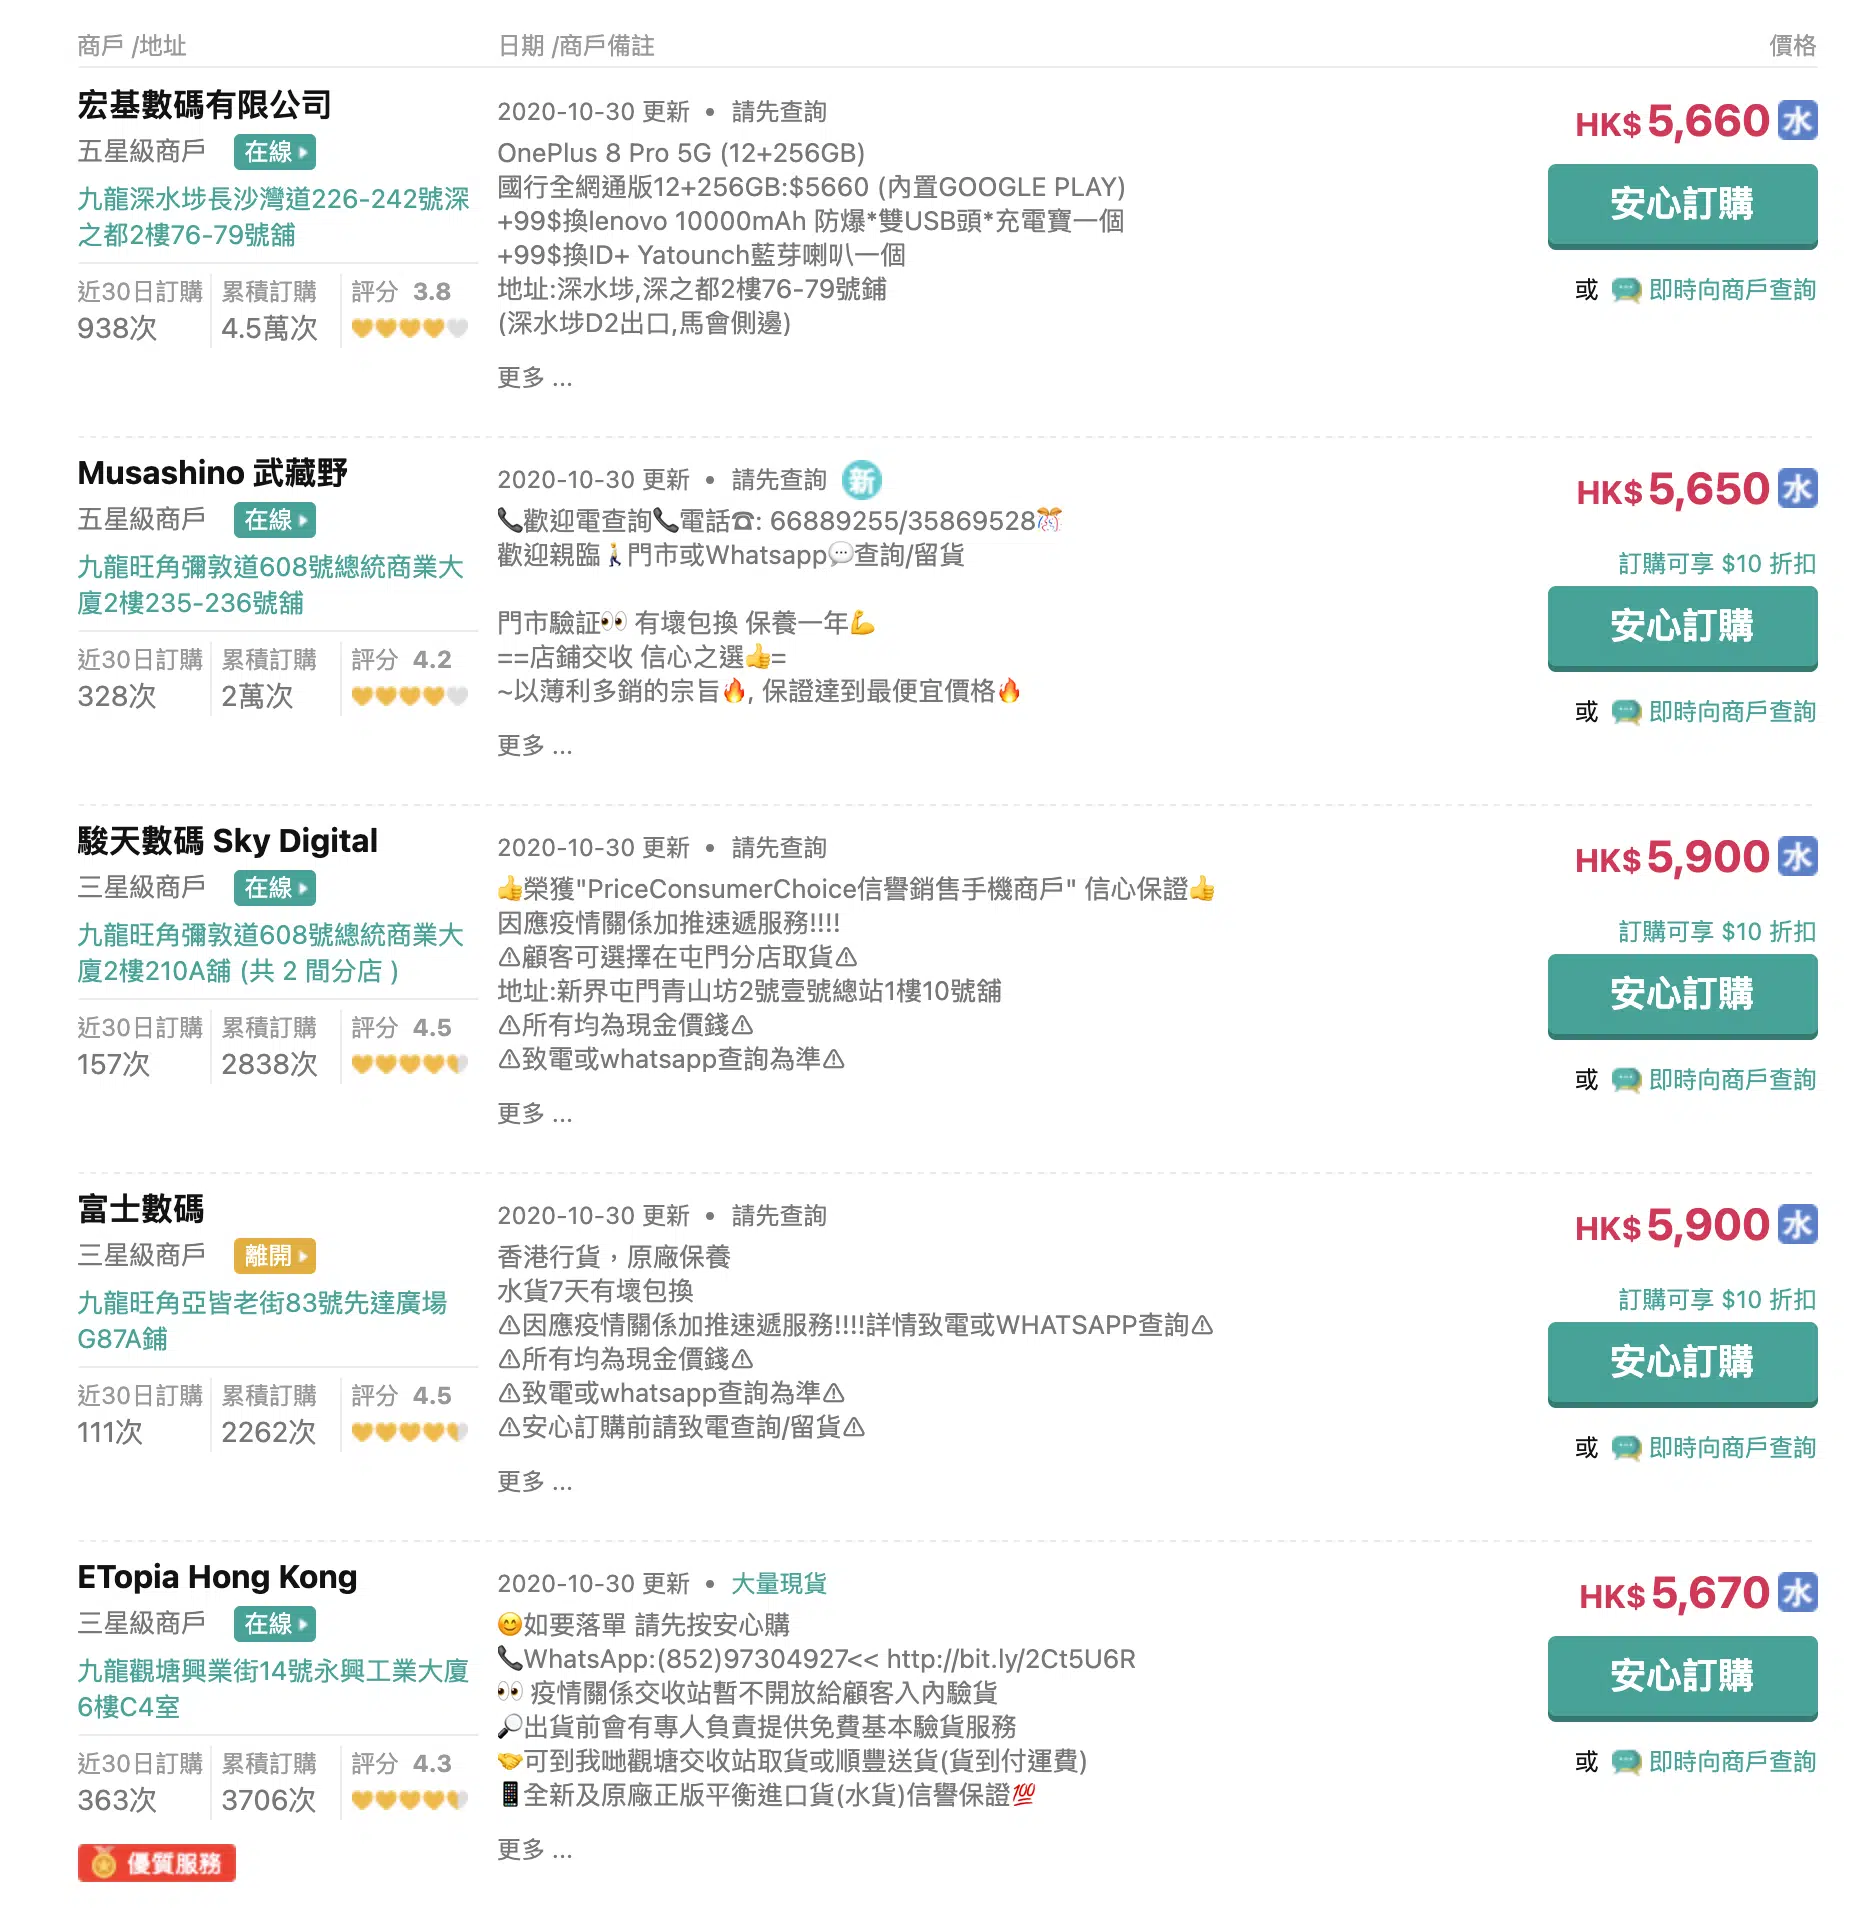 商戶 /地址
日期 /商戶備註
價格
宏基數碼有限公司
五星級商戶
在線
九龍深水埗長沙灣道226-242號深
之都2樓76-79號舖
近30日訂購
938次
累積訂購
4.5萬次
評分 3.8
2020-10-30 更新 • 請先查詢
OnePlus 8 Pro 5G (12+256GB)
國行全網通版12+256GB:$5660 (內置GOOGLE PLAY)
+99$換lenovo 10000mAh 防爆*雙USB頭*充電寶一個
+99$換ID+ Yatounch藍芽喇叭一個
地址:深水埗,深之都2樓76-79號鋪
(深水埗D2出口,馬會側邊)
更多 ...
HK$ 5,660 水
安心訂購
或 即時向商戶查詢
Musashino 武藏野
五星級商戶
在線
九龍旺角彌敦道608號總統商業大
廈2樓235-236號舖
近30日訂購
328次
累積訂購
2萬次
評分 4.2
2020-10-30 更新 • 請先查詢 新
📞歡迎電查詢📞電話☎: 66889255/35869528🎊
歡迎親臨🚶門市或Whatsapp💬查詢/留貨
門市驗証👀 有壞包換 保養一年💪
==店鋪交收 信心之選👍=
~以薄利多銷的宗旨🔥, 保證達到最便宜價格🔥
更多 ...
HK$ 5,650 水
訂購可享 $10 折扣
安心訂購
或 即時向商戶查詢
駿天數碼 Sky Digital
三星級商戶
在線
九龍旺角彌敦道608號總統商業大
廈2樓210A舖 (共 2 間分店 )
近30日訂購
157次
累積訂購
2838次
評分 4.5
2020-10-30 更新 • 請先查詢
👍榮獲"PriceConsumerChoice信譽銷售手機商戶" 信心保證👍
因應疫情關係加推速遞服務!!!!
⚠顧客可選擇在屯門分店取貨⚠
地址:新界屯門青山坊2號壹號總站1樓10號舖
⚠所有均為現金價錢⚠
⚠致電或whatsapp查詢為準⚠
更多 ...
HK$ 5,900 水
訂購可享 $10 折扣
安心訂購
或 即時向商戶查詢
富士數碼
三星級商戶
離開
九龍旺角亞皆老街83號先達廣場
G87A鋪
近30日訂購
111次
累積訂購
2262次
評分 4.5
2020-10-30 更新 • 請先查詢
香港行貨，原廠保養
水貨7天有壞包換
⚠因應疫情關係加推速遞服務!!!!詳情致電或WHATSAPP查詢⚠
⚠所有均為現金價錢⚠
⚠致電或whatsapp查詢為準⚠
⚠安心訂購前請致電查詢/留貨⚠
更多 ...
HK$ 5,900 水
訂購可享 $10 折扣
安心訂購
或 即時向商戶查詢
ETopia Hong Kong
三星級商戶
在線
九龍觀塘興業街14號永興工業大廈
6樓C4室
近30日訂購
363次
累積訂購
3706次
評分 4.3
優質服務
2020-10-30 更新 • 大量現貨
😊如要落單 請先按安心購
📞WhatsApp:(852)97304927<< http://bit.ly/2Ct5U6R
👀 疫情關係交收站暫不開放給顧客入內驗貨
🔎出貨前會有專人負責提供免費基本驗貨服務
🤝可到我哋觀塘交收站取貨或順豐送貨(貨到付運費)
📱全新及原廠正版平衡進口貨(水貨)信譽保證💯
更多 ...
HK$ 5,670 水
安心訂購
或 即時向商戶查詢